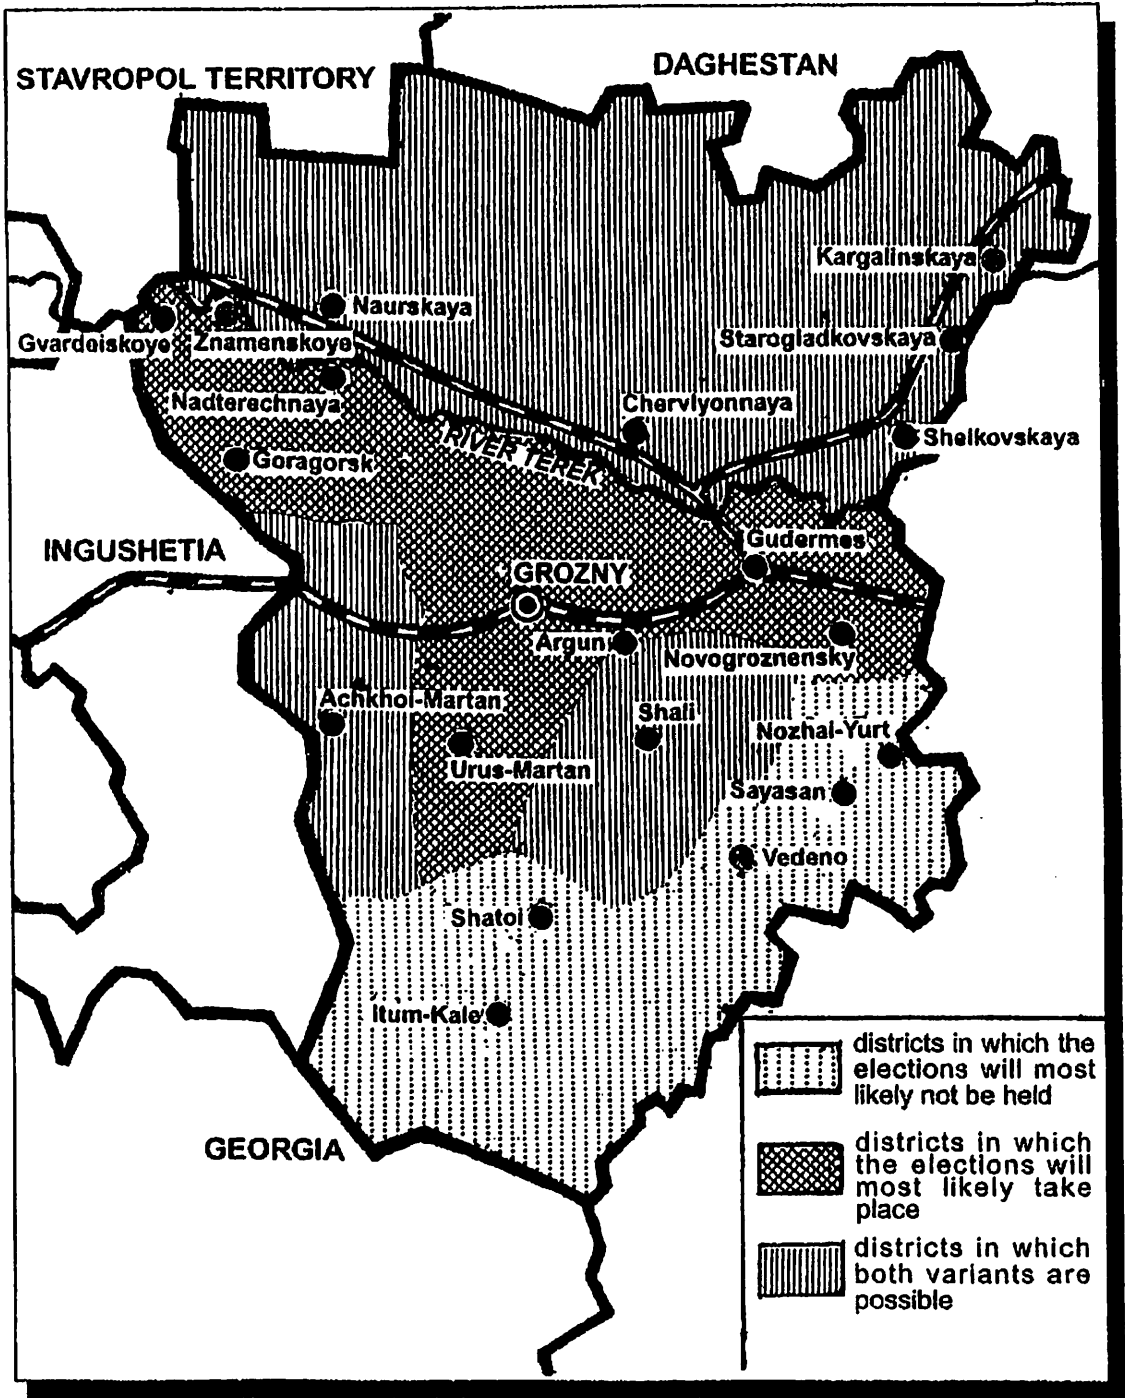 STAVROPOL TERRITORY
DAGHESTAN
Kargalinskaya
Naurskaya
Starogladkovskaya
Gvardeiskoye
Znamenskoye
Nadterechnaya
Chervlyonnaya
RIVER TEREK
Shelkovskaya
Goragorsk
INGUSHETIA
Gudermes
GROZNY
Argun
Novogroznensky
Achkhoi-Martan
Shali
Nozhai-Yurt
Urus-Martan
Sayasan
Vedeno
Shatoi
Itum-Kale
GEORGIA
districts in which the
elections will most
likely not be held
districts in which
the elections will
most likely take
place
districts in which
both variants are
possible